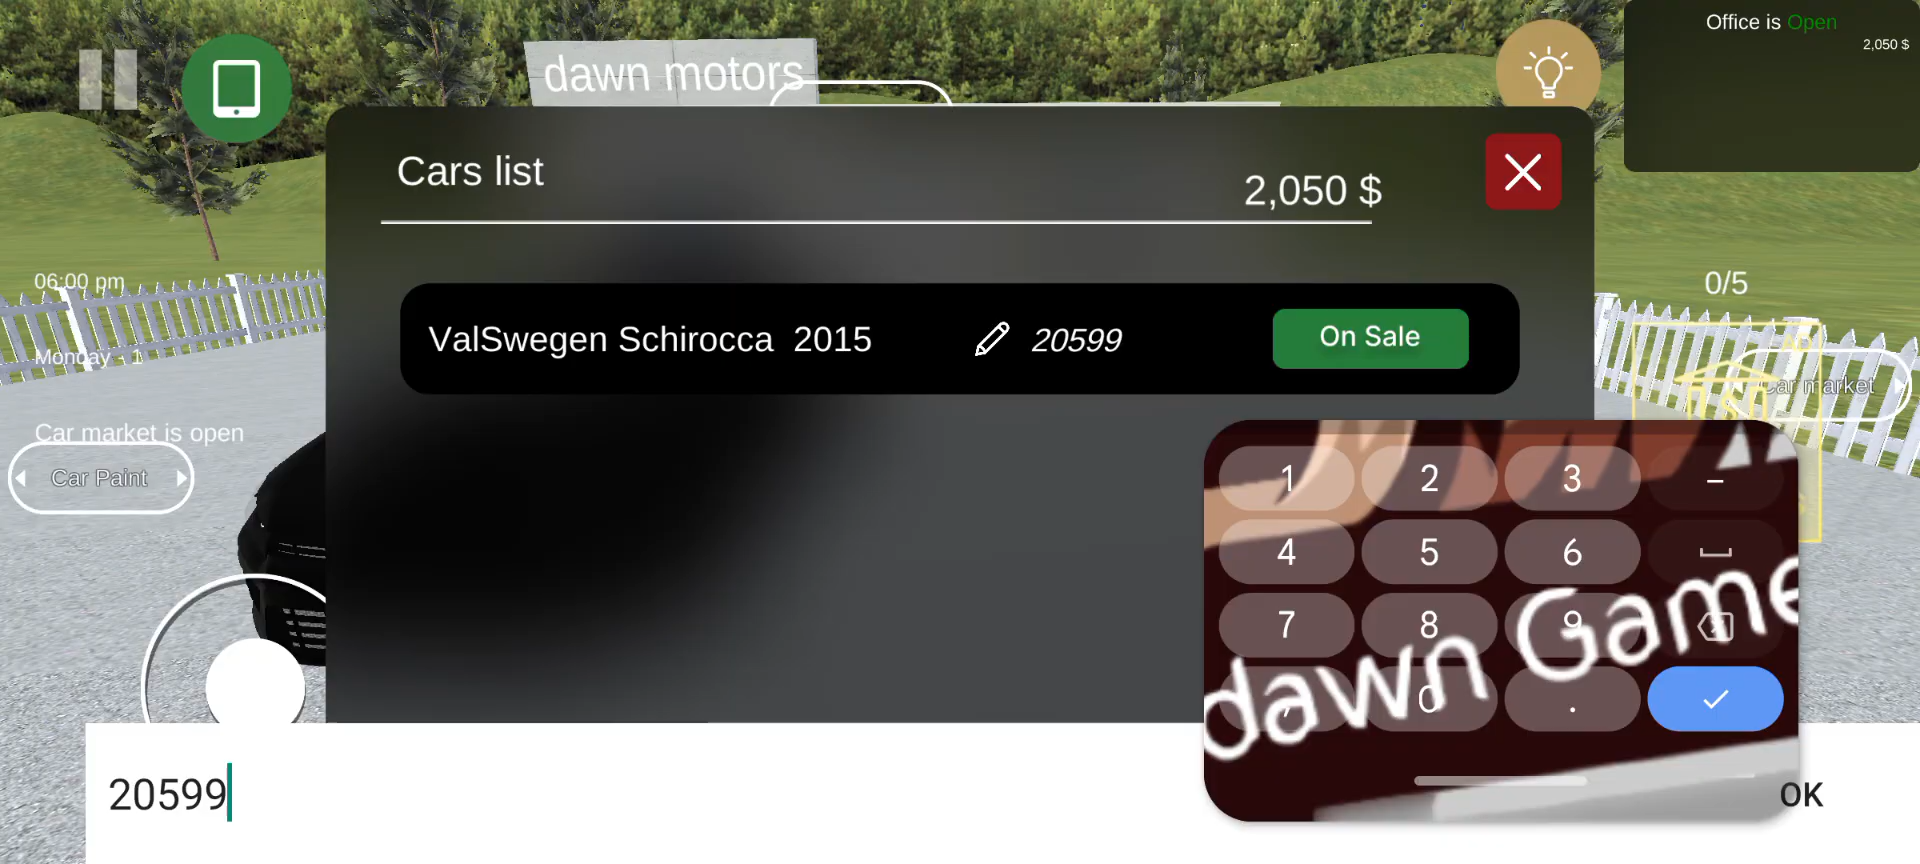 dawn motors
Office is Open
2,050 $
Cars list
2,050 $
06:00 pm
0/5
ValSwegen Schirocca 2015
20599
On Sale
Monday - 1
Car market
Car market is open
Car Paint
1 2 3 −
4 5 6
7 8 9
, 0 .
dawn Game
20599
OK